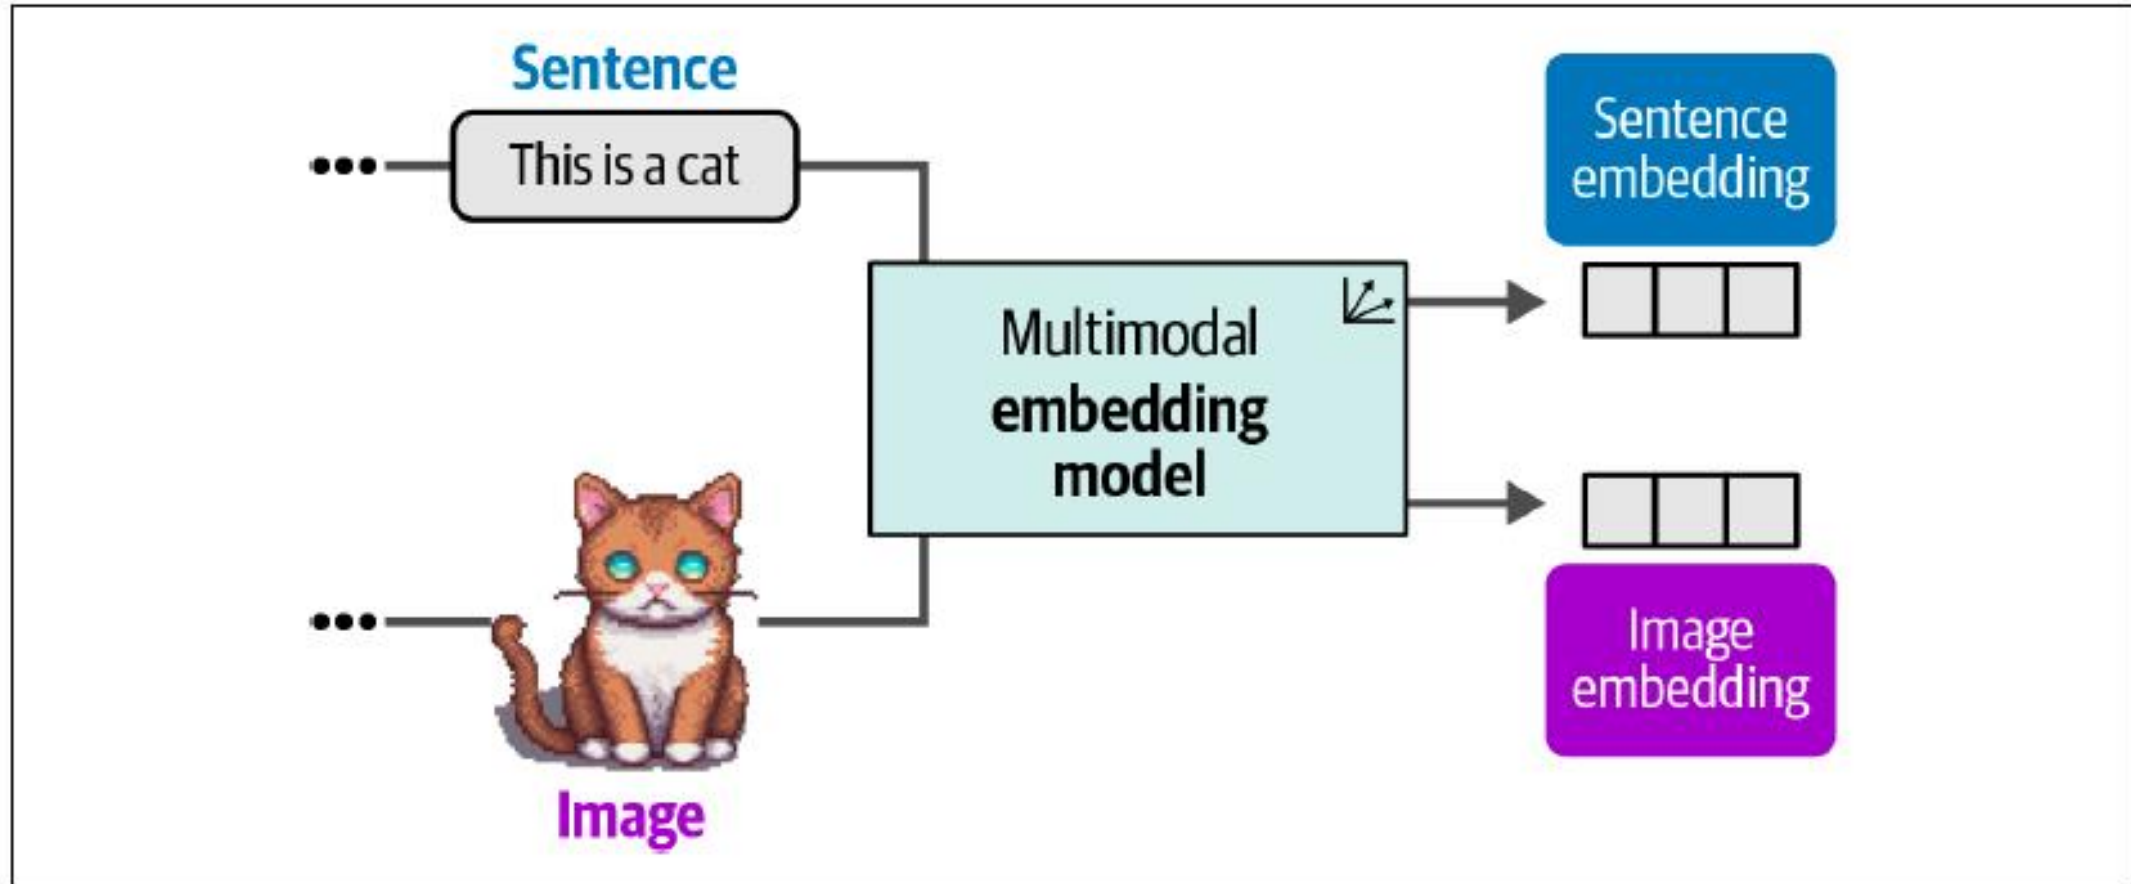 Sentence
This is a cat
Sentence
embedding
Multimodal
embedding
model
Image
embedding
Image